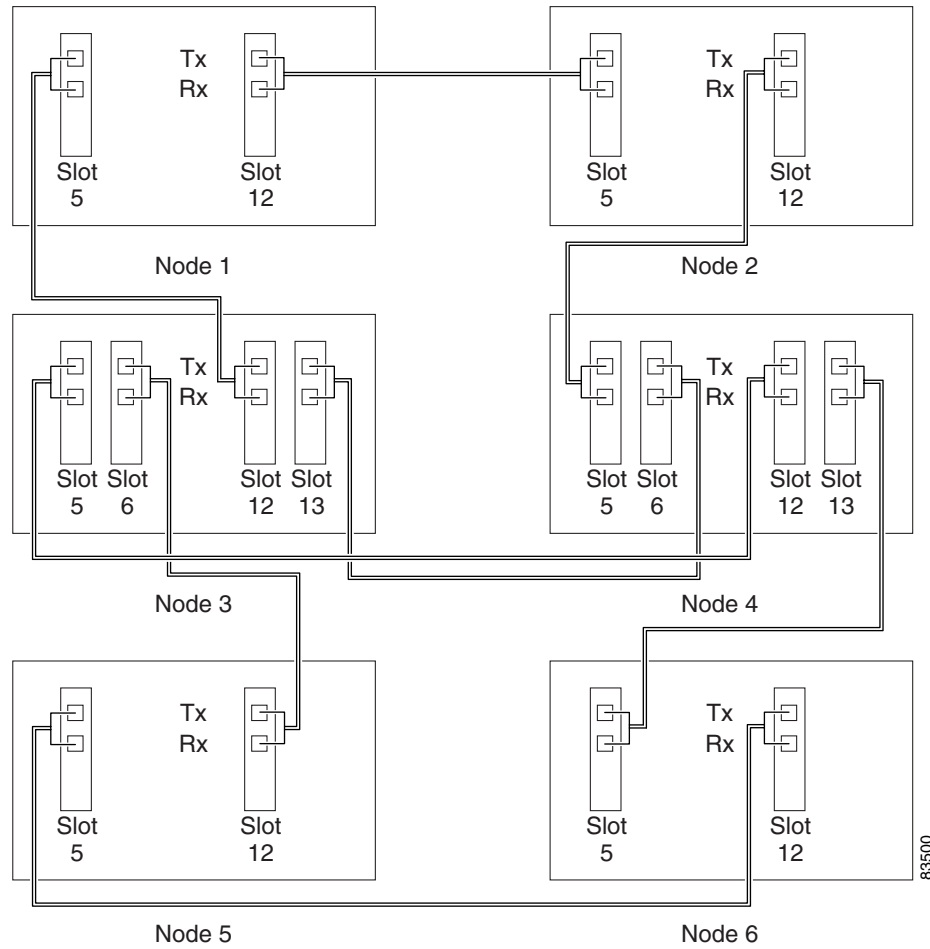 Tx
Rx
Tx
Rx
Slot
5
Slot
12
Slot
5
Slot
12
Node 1
Node 2
Tx
Rx
Tx
Rx
Slot Slot
5 6
Slot Slot
12 13
Slot Slot
5 6
Slot Slot
12 13
Node 3
Node 4
Tx
Rx
Tx
Rx
Slot
5
Slot
12
Slot
5
Slot
12
83500
Node 5
Node 6